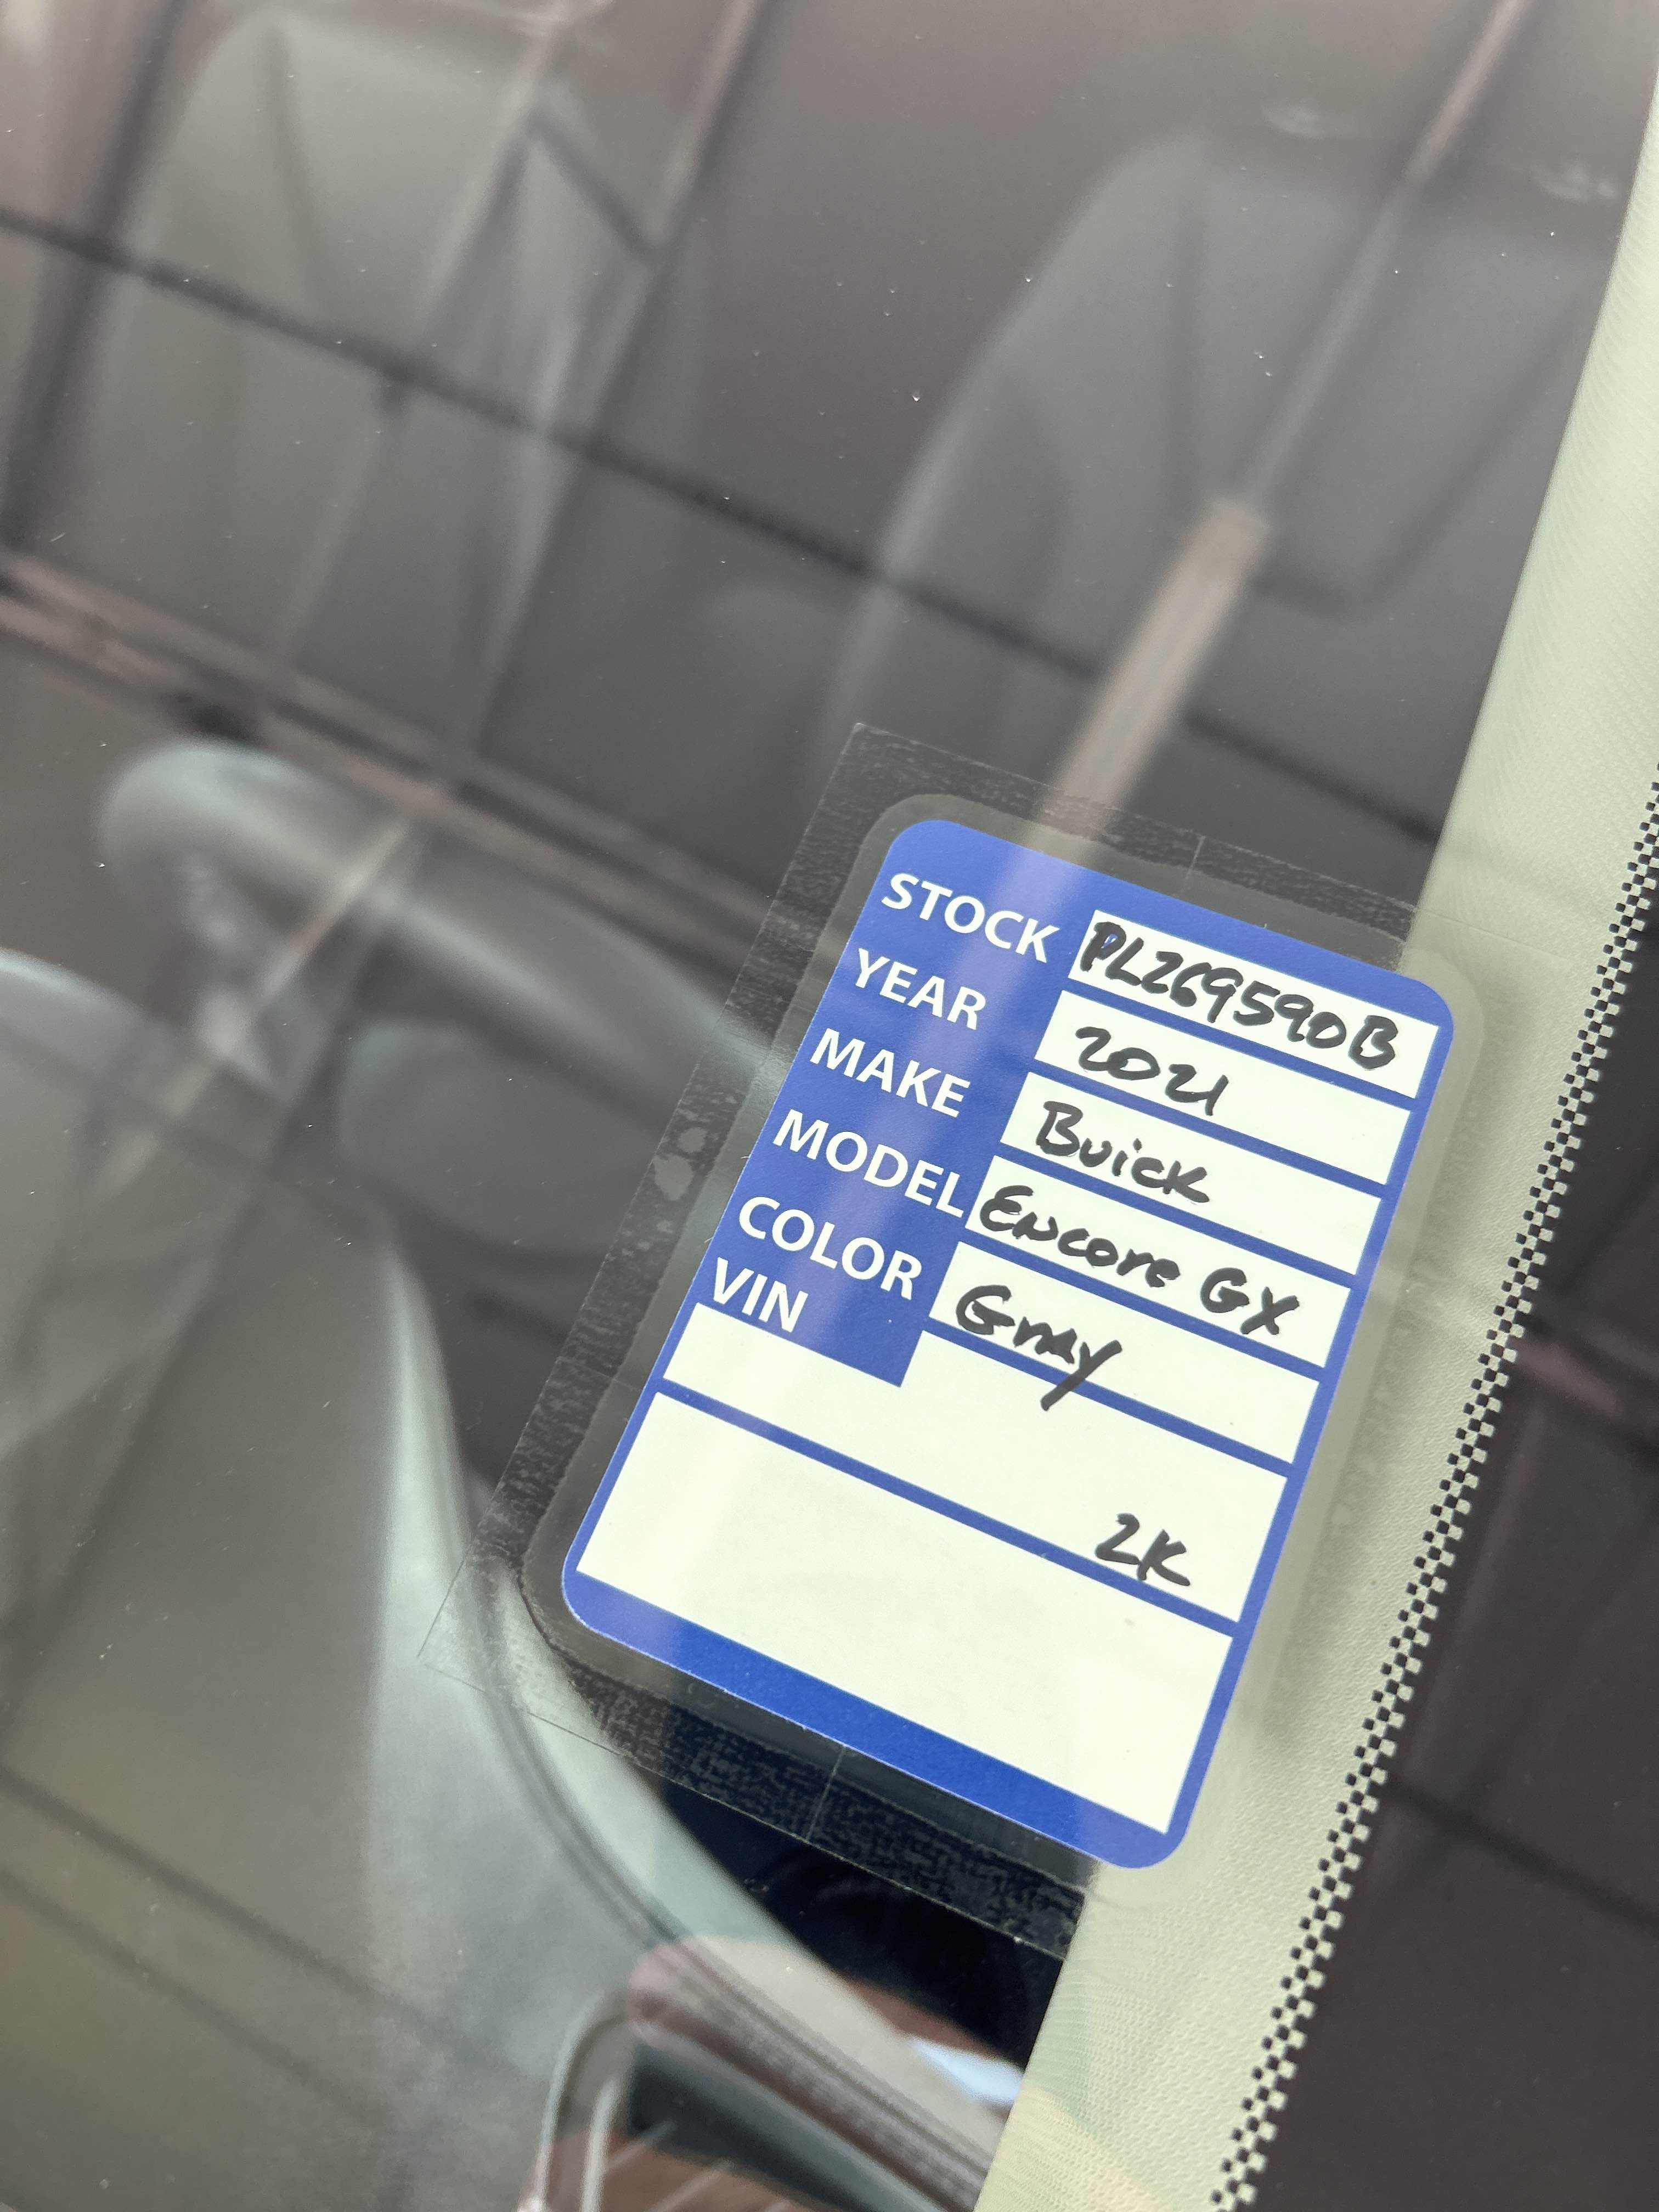 STOCK PL269590B
YEAR 2021
MAKE Buick
MODEL Encore GX
COLOR Gray
VIN
2K